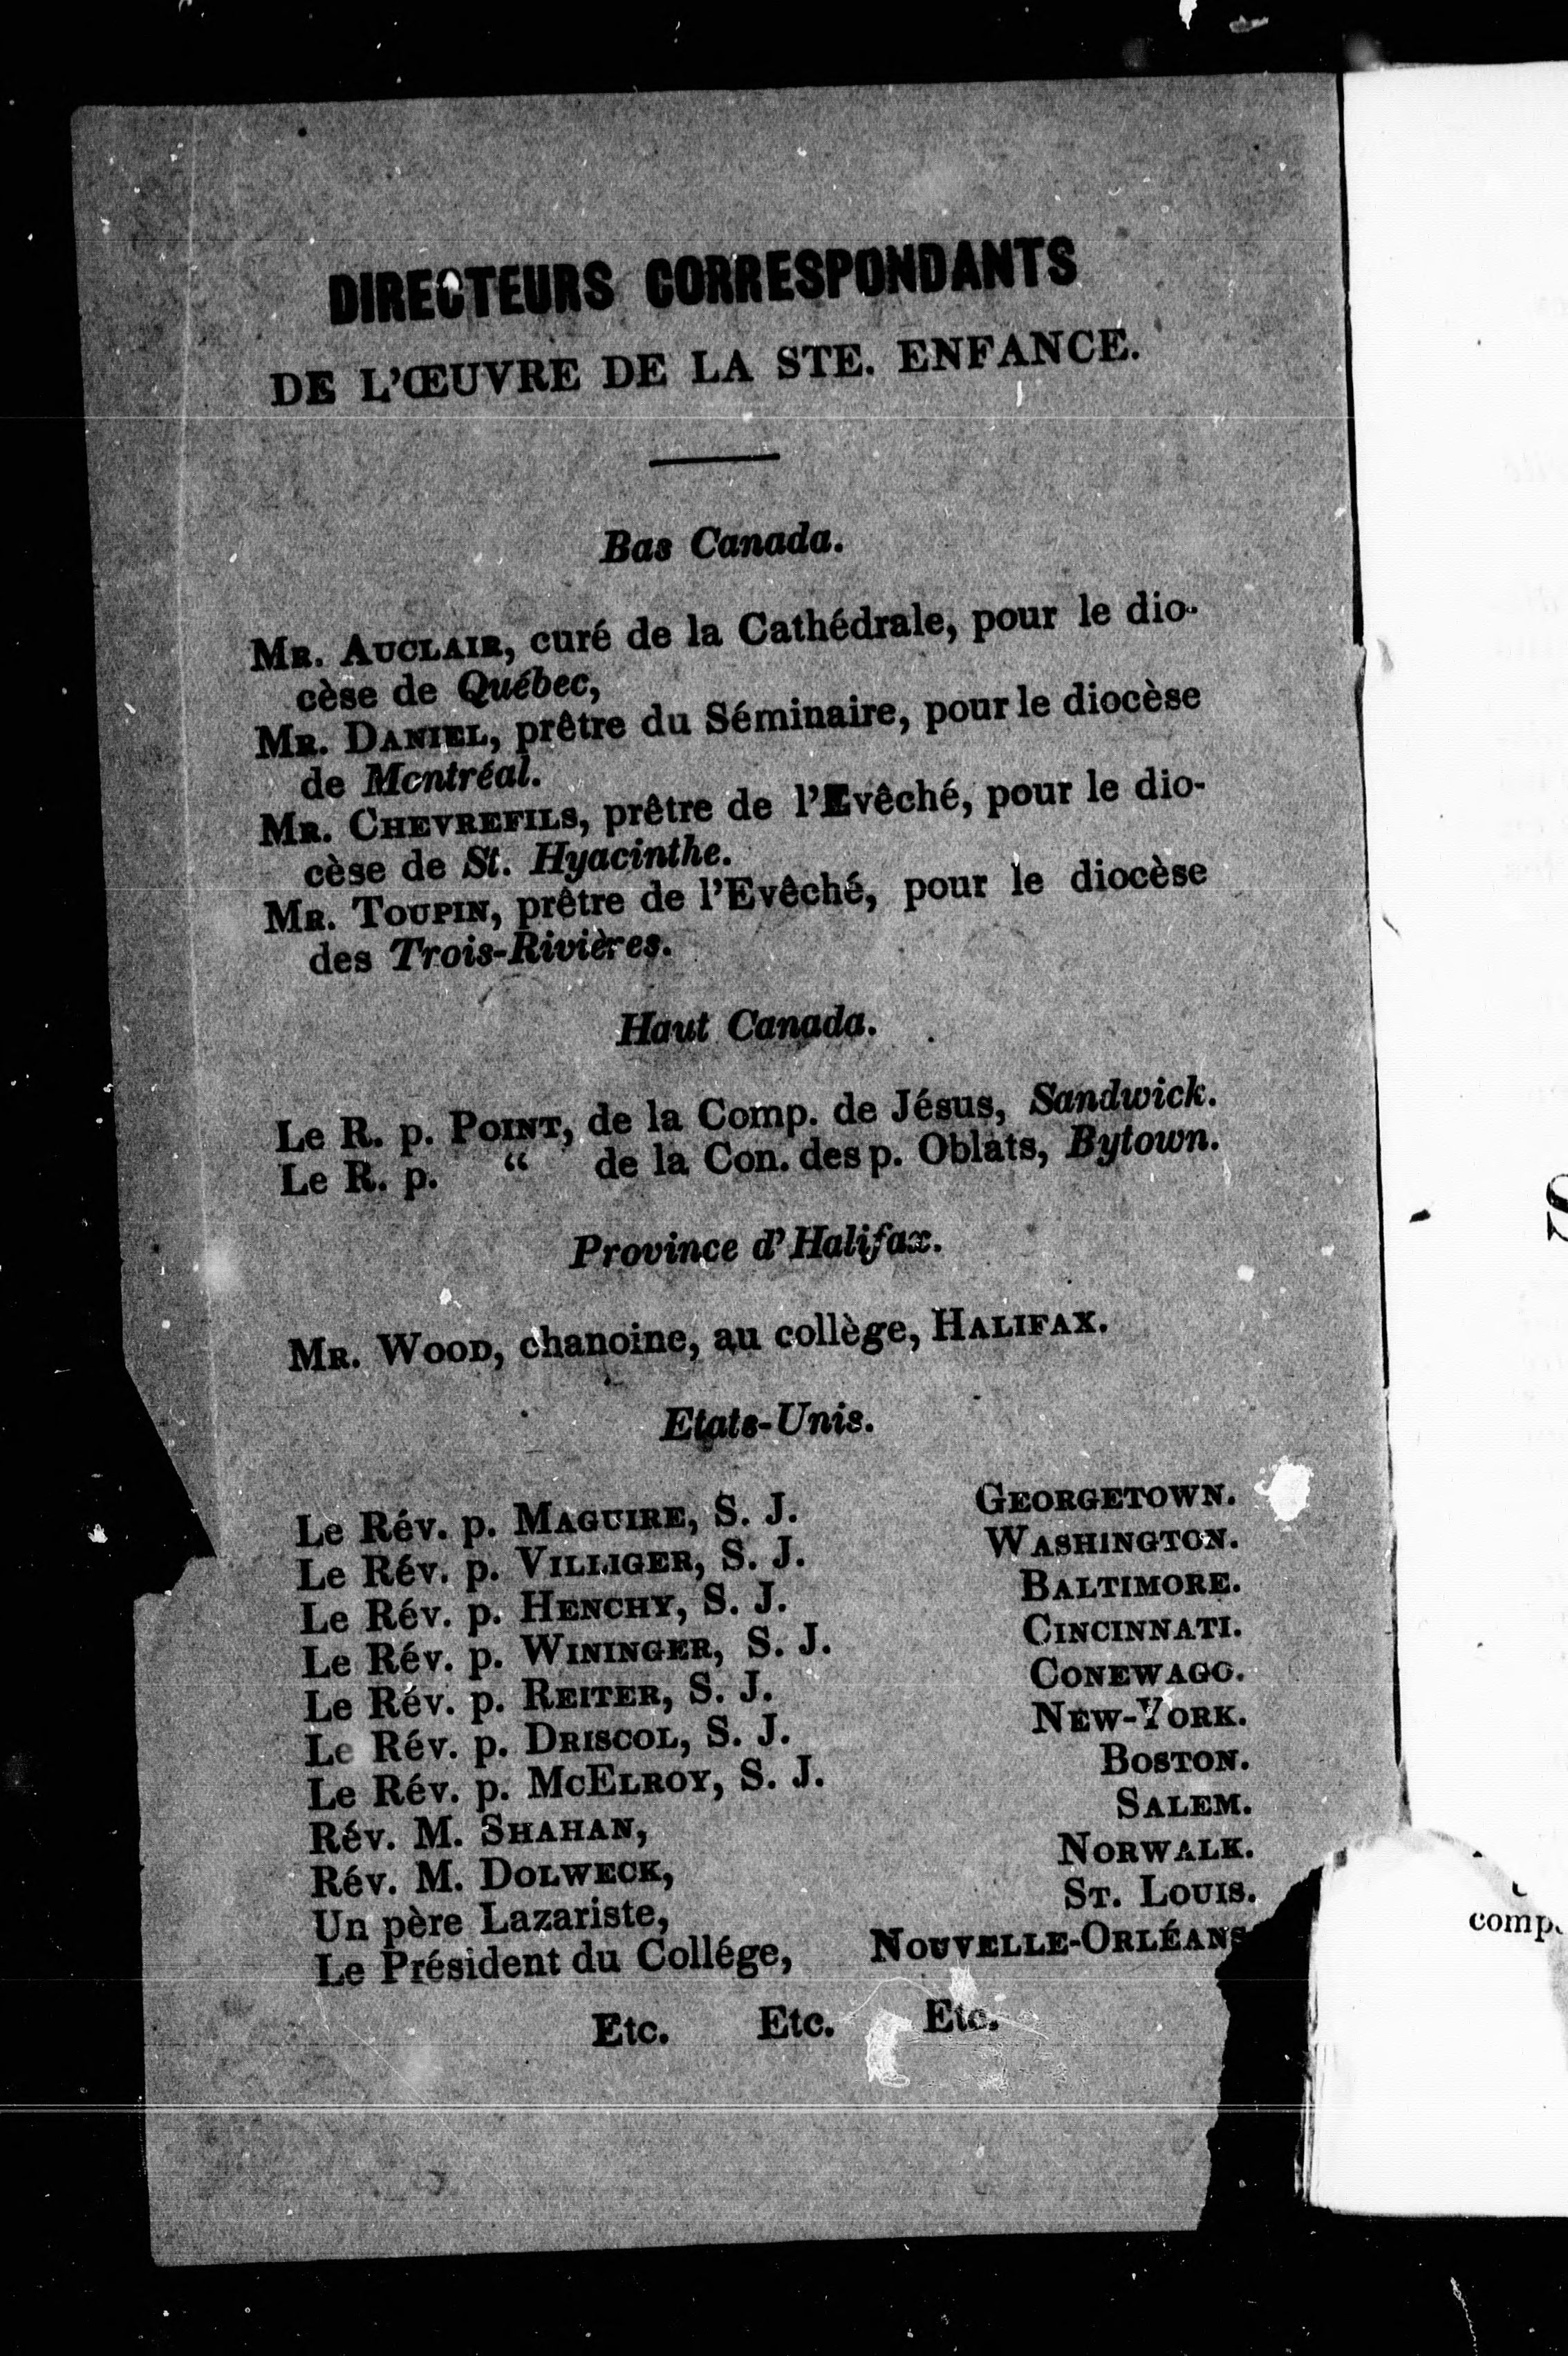 DIRECTEURS CORRESPONDANTS
DE L'ŒUVRE DE LA STE. ENFANCE.
Bas Canada.
MR. AUCLAIR, curé de la Cathédrale, pour le dio-
cèse de Québec,
MR. DANIEL, prêtre du Séminaire, pour le diocèse
de Montréal.
MR. CHEVREFILS, prêtre de l'Evêché, pour le dio-
cèse de St. Hyacinthe.
MR. TOUPIN, prêtre de l'Evêché, pour le diocèse
des Trois-Rivières.
Haut Canada.
Le R. p. POINT, de la Comp. de Jésus, Sandwick.
Le R. p. “ de la Con. des p. Oblats, Bytown.
Province d'Halifax.
MR. WOOD, chanoine, au collège, HALIFAX.
Etats-Unis.
Le Rév. p. MAGUIRE, S. J. GEORGETOWN.
Le Rév. p. VILLIGER, S. J. WASHINGTON.
Le Rév. p. HENCHY, S. J. BALTIMORE.
Le Rév. p. WININGER, S. J. CINCINNATI.
Le Rév. p. REITER, S. J. CONEWAGO.
Le Rév. p. DRISCOL, S. J. NEW-YORK.
Le Rév. p. MCELROY, S. J. BOSTON.
Rév. M. SHAHAN, SALEM.
Rév. M. DOLWECK, NORWALK.
Un père Lazariste, ST. LOUIS.
Le Président du Collége, NOUVELLE-ORLÉANS
Etc. Etc. Etc.